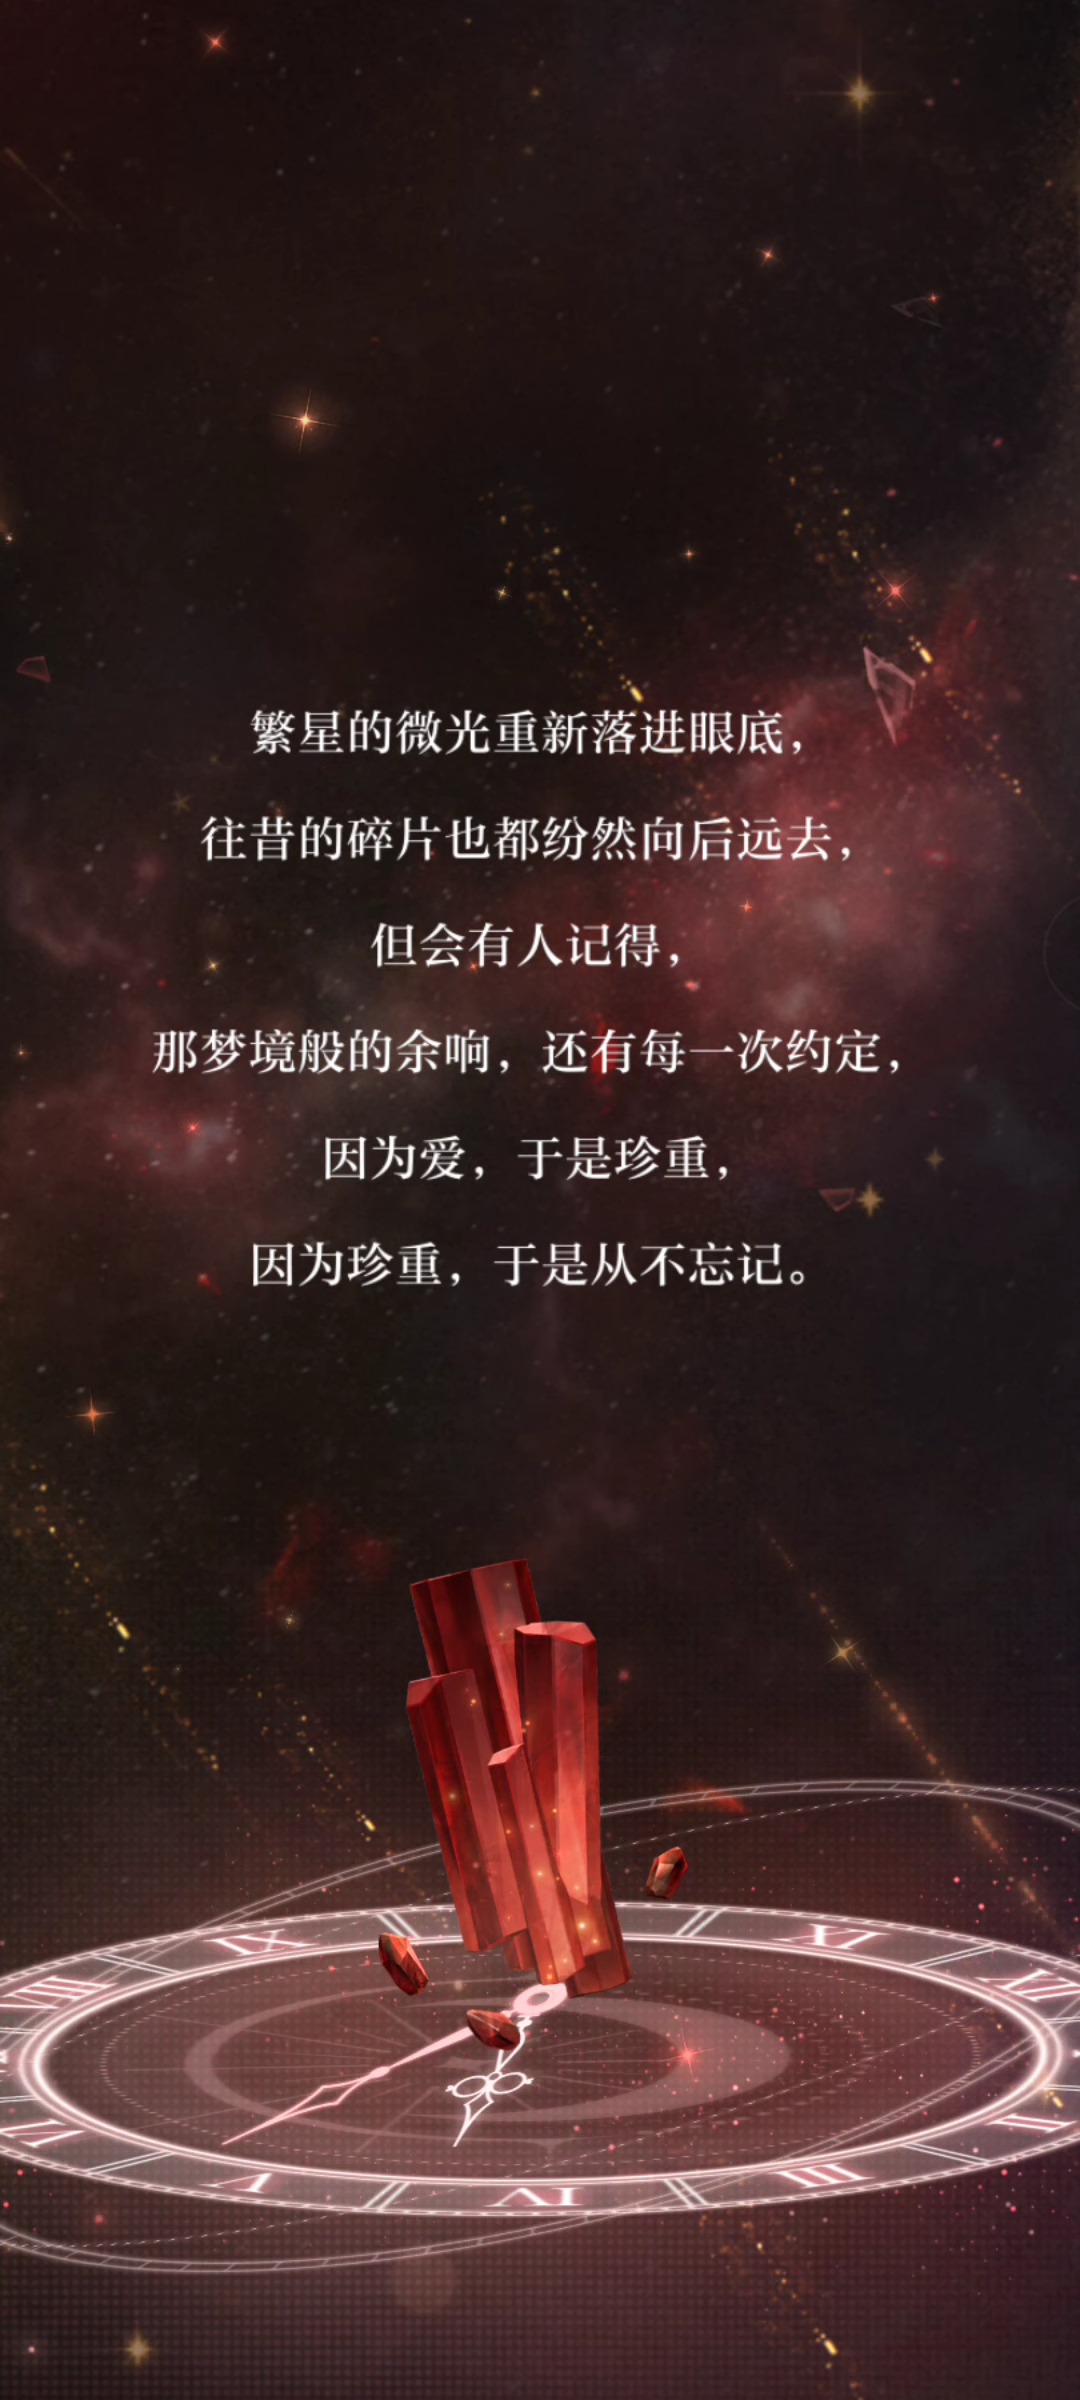 繁星的微光重新落进眼底，
往昔的碎片也都纷然向后远去，
但会有人记得，
那梦境般的余响，还有每一次约定，
因为爱，于是珍重，
因为珍重，于是从不忘记。